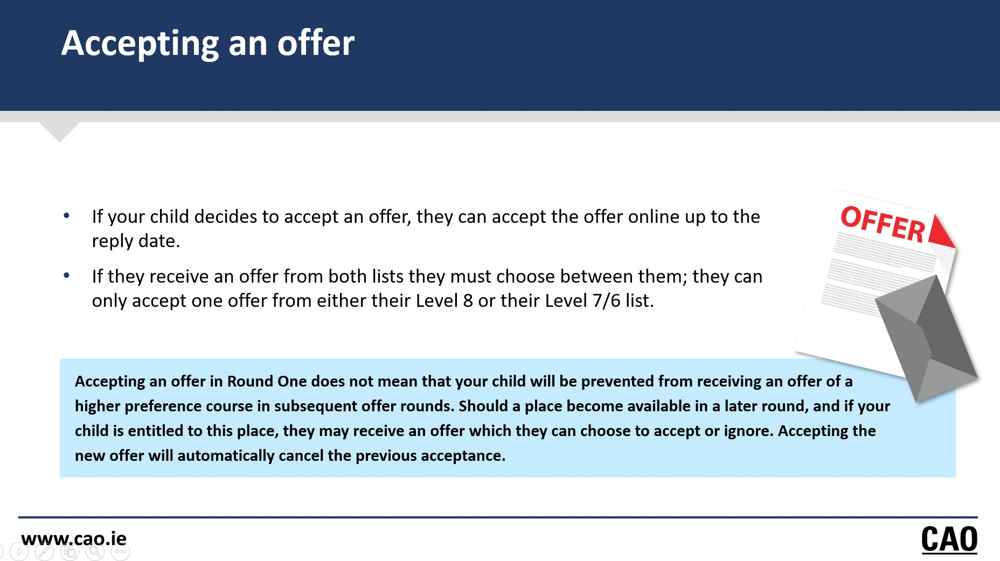 Accepting an offer
• If your child decides to accept an offer, they can accept the offer online up to the
reply date.
• If they receive an offer from both lists they must choose between them; they can
only accept one offer from either their Level 8 or their Level 7/6 list.
OFFER
Accepting an offer in Round One does not mean that your child will be prevented from receiving an offer of a
higher preference course in subsequent offer rounds. Should a place become available in a later round, and if your
child is entitled to this place, they may receive an offer which they can choose to accept or ignore. Accepting the
new offer will automatically cancel the previous acceptance.
www.cao.ie
CAO